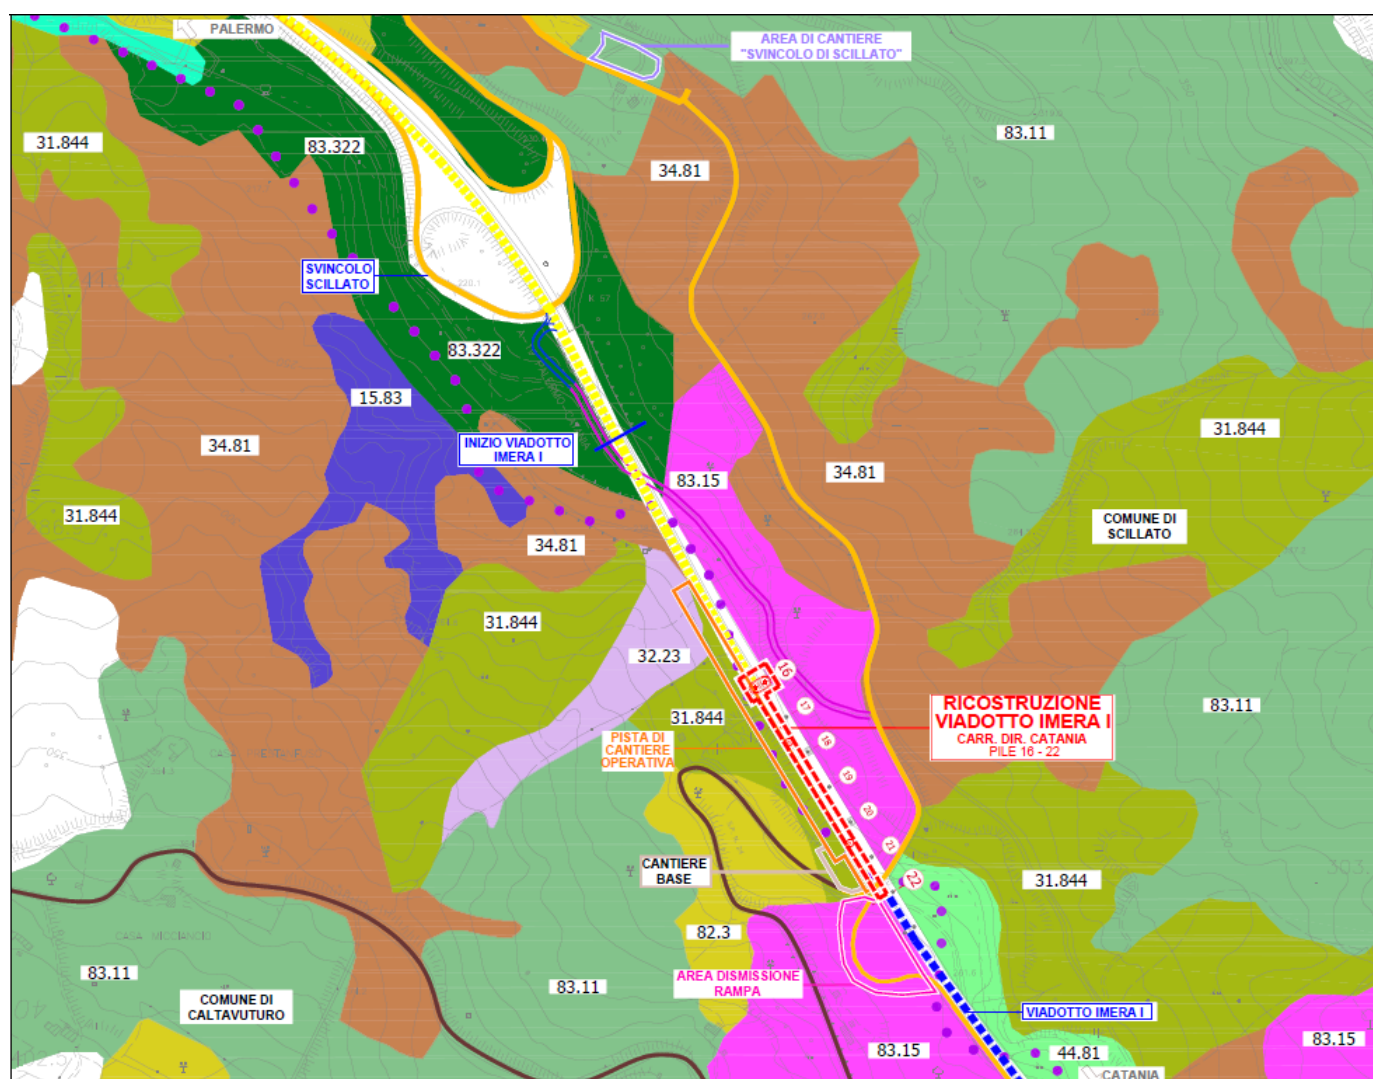 PALERMO
AREA DI CANTIERE
"SVINCOLO DI SCILLATO"
31.844
83.322
83.11
34.81
SVINCOLO
SCILLATO
220.1
83.322
15.83
34.81
INIZIO VIADOTTO
IMERA I
83.15
34.81
31.844
31.844
COMUNE DI
SCILLATO
34.81
31.844
32.23
16
RICOSTRUZIONE
VIADOTTO IMERA I
CARR. DIR. CATANIA
PILE 16 - 22
83.11
31.844
17
PISTA DI
CANTIERE
OPERATIVA
18
19
20
21
CANTIERE
BASE
22
31.844
82.3
CASA MICCIANCIO
83.11
AREA DISMISSIONE
RAMPA
83.11
COMUNE DI
CALTAVUTURO
VIADOTTO IMERA I
83.15
44.81
83.15
CATANIA